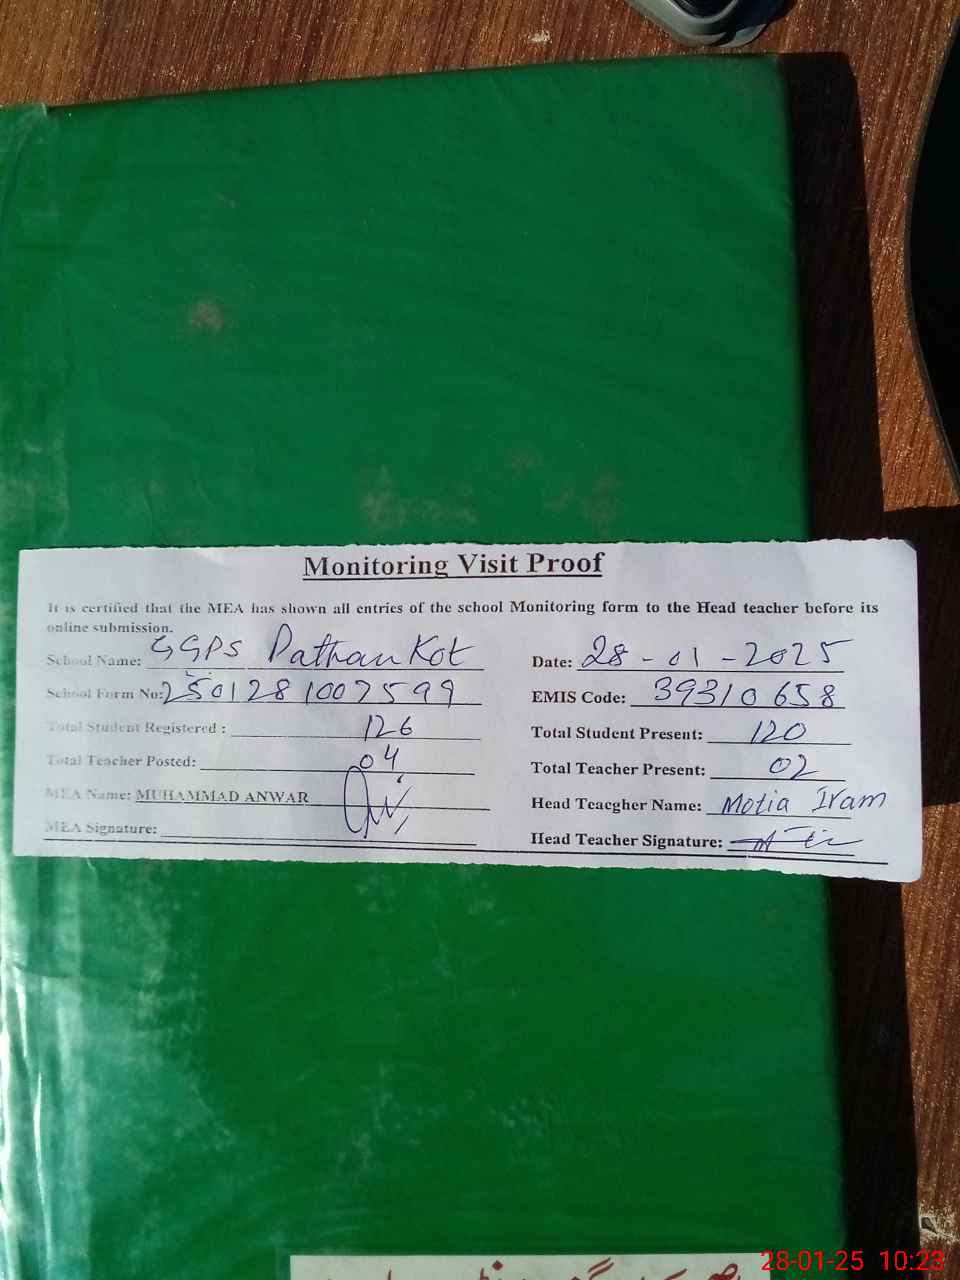 Monitoring Visit Proof
It is certified that the MEA has shown all entries of the school Monitoring form to the Head teacher before its
online submission.
School Name: GGPS Pathan Kot Date: 28-01-2025
School Form No: 2501281007599 EMIS Code: 39310658
Total Student Registered : 126 Total Student Present: 120
Total Teacher Posted: 04 Total Teacher Present: 02
MEA Name: MUHAMMAD ANWAR Head Teacgher Name: Motia Iram
MEA Signature: Head Teacher Signature:
28-01-25 10:23